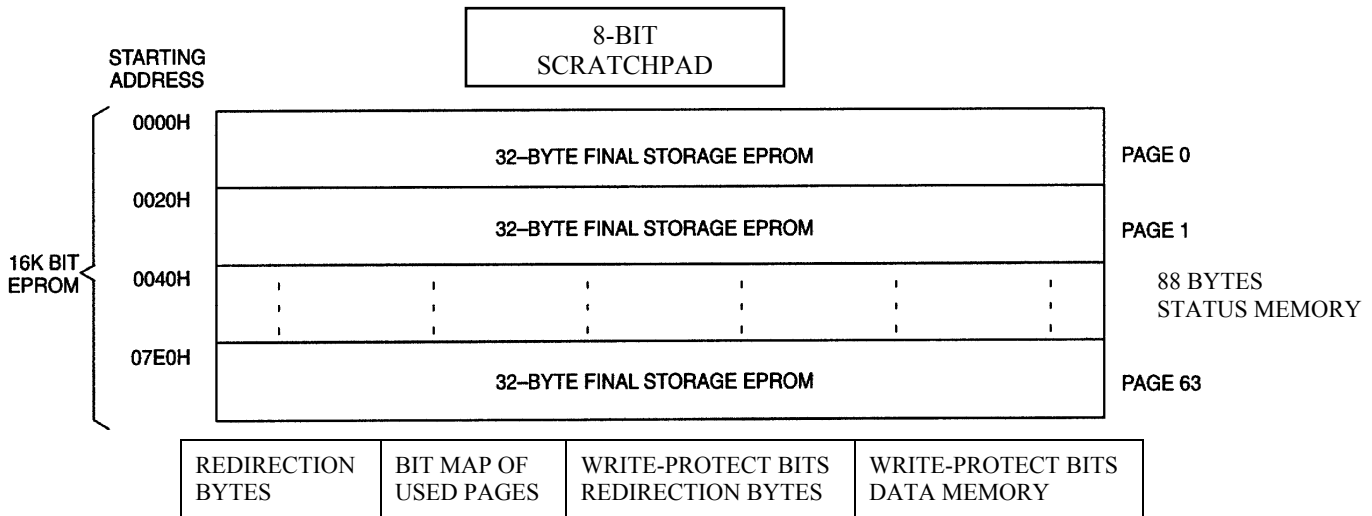 8-BIT
SCRATCHPAD
STARTING
ADDRESS
0000H
32–BYTE FINAL STORAGE EPROM
PAGE 0
0020H
32–BYTE FINAL STORAGE EPROM
PAGE 1
16K BIT
EPROM
0040H
88 BYTES
STATUS MEMORY
07E0H
32–BYTE FINAL STORAGE EPROM
PAGE 63
REDIRECTION
BYTES
BIT MAP OF
USED PAGES
WRITE-PROTECT BITS
REDIRECTION BYTES
WRITE-PROTECT BITS
DATA MEMORY